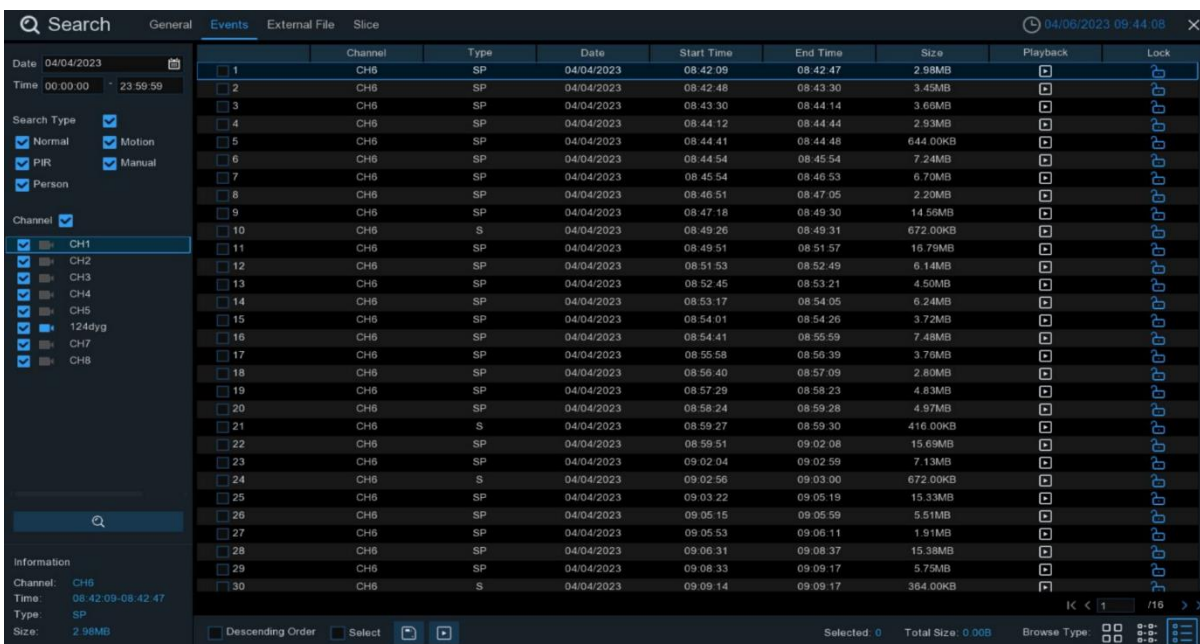 Search General Events External File Slice 04/06/2023 09:44:08
Date 04/04/2023
Time 00:00:00 - 23:59:59
Search Type
Normal Motion
PIR Manual
Person
Channel
CH1
CH2
CH3
CH4
CH5
124dyg
CH7
CH8
Information
Channel: CH6
Time: 08:42:09-08:42:47
Type: SP
Size: 2.98MB
Channel Type Date Start Time End Time Size Playback Lock
1 CH6 SP 04/04/2023 08:42:09 08:42:47 2.98MB
2 CH6 SP 04/04/2023 08:42:48 08:43:30 3.45MB
3 CH6 SP 04/04/2023 08:43:30 08:44:14 3.66MB
4 CH6 SP 04/04/2023 08:44:12 08:44:44 2.93MB
5 CH6 SP 04/04/2023 08:44:41 08:44:48 644.00KB
6 CH6 SP 04/04/2023 08:44:54 08:45:54 7.24MB
7 CH6 SP 04/04/2023 08:45:54 08:46:53 6.70MB
8 CH6 SP 04/04/2023 08:46:51 08:47:05 2.20MB
9 CH6 SP 04/04/2023 08:47:18 08:49:30 14.56MB
10 CH6 S 04/04/2023 08:49:26 08:49:31 672.00KB
11 CH6 SP 04/04/2023 08:49:51 08:51:57 16.79MB
12 CH6 SP 04/04/2023 08:51:53 08:52:49 6.14MB
13 CH6 SP 04/04/2023 08:52:45 08:53:21 4.50MB
14 CH6 SP 04/04/2023 08:53:17 08:54:05 6.24MB
15 CH6 SP 04/04/2023 08:54:01 08:54:26 3.72MB
16 CH6 SP 04/04/2023 08:54:41 08:55:59 7.48MB
17 CH6 SP 04/04/2023 08:55:58 08:56:39 3.76MB
18 CH6 SP 04/04/2023 08:56:40 08:57:09 2.80MB
19 CH6 SP 04/04/2023 08:57:29 08:58:23 4.83MB
20 CH6 SP 04/04/2023 08:58:24 08:59:28 4.97MB
21 CH6 S 04/04/2023 08:59:27 08:59:30 416.00KB
22 CH6 SP 04/04/2023 08:59:51 09:02:08 15.69MB
23 CH6 SP 04/04/2023 09:02:04 09:02:59 7.13MB
24 CH6 S 04/04/2023 09:02:56 09:03:00 672.00KB
25 CH6 SP 04/04/2023 09:03:22 09:05:19 15.33MB
26 CH6 SP 04/04/2023 09:05:15 09:05:59 5.51MB
27 CH6 SP 04/04/2023 09:05:53 09:06:11 1.91MB
28 CH6 SP 04/04/2023 09:06:31 09:08:37 15.38MB
29 CH6 SP 04/04/2023 09:08:33 09:09:17 5.75MB
30 CH6 S 04/04/2023 09:09:14 09:09:17 364.00KB
1 /16
Descending Order Select Selected: 0 Total Size: 0.00B Browse Type: